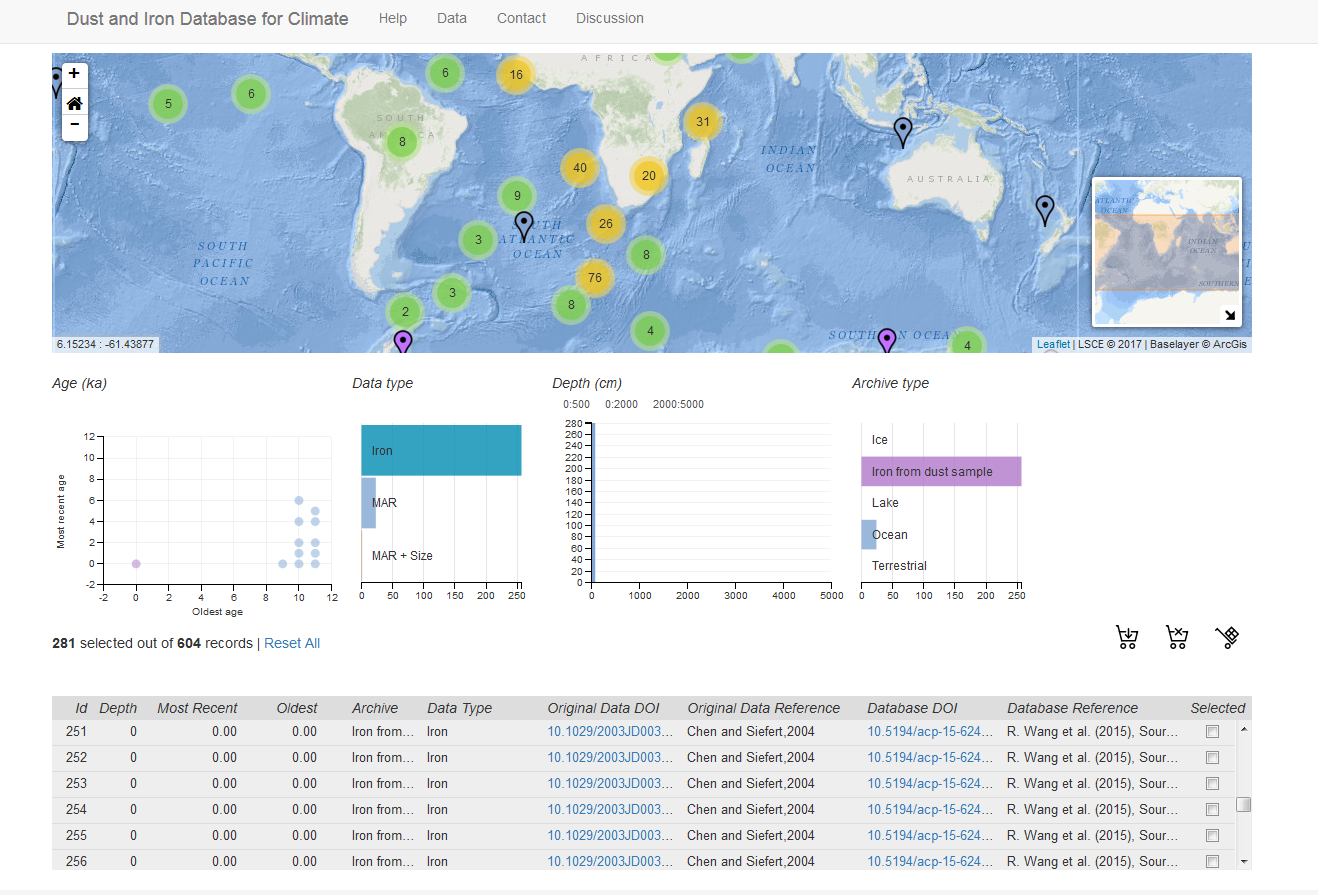 Dust and Iron Database for Climate Help Data Contact Discussion
+
−
AFRICA
6
16
5
6
SOUTH
AMERICA
8
31
INDIAN
OCEAN
40
20
AUSTRALIA
9
26
SOUTH
ATLANTIC
OCEAN
3
8
SOUTH
PACIFIC
OCEAN
76
3
8
2
4
SOUTHERN OCEAN
4
ATLANTIC
OCEAN
INDIAN
OCEAN
SOUTHERN
6.15234 : -61.43877
Leaflet | LSCE © 2017 | Baselayer © ArcGis
Age (ka)
12
10
8
6
4
2
0
-2
Most recent age
-2 0 2 4 6 8 10 12
Oldest age
Data type
Iron
MAR
MAR + Size
0 50 100 150 200 250
Depth (cm)
0:500 0:2000 2000:5000
280
260
240
220
200
180
160
140
120
100
80
60
40
20
0
0 1000 2000 3000 4000 5000
Archive type
Ice
Iron from dust sample
Lake
Ocean
Terrestrial
0 50 100 150 200 250
281 selected out of 604 records | Reset All
Id Depth Most Recent Oldest Archive Data Type Original Data DOI Original Data Reference Database DOI Database Reference Selected
251 0 0.00 0.00 Iron from... Iron 10.1029/2003JD003... Chen and Siefert,2004 10.5194/acp-15-624... R. Wang et al. (2015), Sour...
252 0 0.00 0.00 Iron from... Iron 10.1029/2003JD003... Chen and Siefert,2004 10.5194/acp-15-624... R. Wang et al. (2015), Sour...
253 0 0.00 0.00 Iron from... Iron 10.1029/2003JD003... Chen and Siefert,2004 10.5194/acp-15-624... R. Wang et al. (2015), Sour...
254 0 0.00 0.00 Iron from... Iron 10.1029/2003JD003... Chen and Siefert,2004 10.5194/acp-15-624... R. Wang et al. (2015), Sour...
255 0 0.00 0.00 Iron from... Iron 10.1029/2003JD003... Chen and Siefert,2004 10.5194/acp-15-624... R. Wang et al. (2015), Sour...
256 0 0.00 0.00 Iron from... Iron 10.1029/2003JD003... Chen and Siefert,2004 10.5194/acp-15-624... R. Wang et al. (2015), Sour...